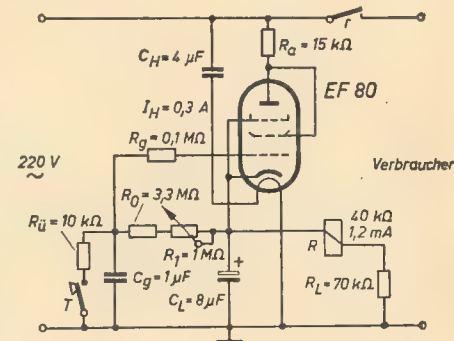 r
C_H = 4 µF
R_a = 15 kΩ
EF 80
I_H = 0,3 A
R_g = 0,1 MΩ
220 V
~
Verbraucher
R_ü = 10 kΩ
R_0 = 3,3 MΩ
40 kΩ
1,2 mA
R
R_1 = 1 MΩ
+
T
C_g = 1 µF
C_L = 8 µF
R_L = 70 kΩ